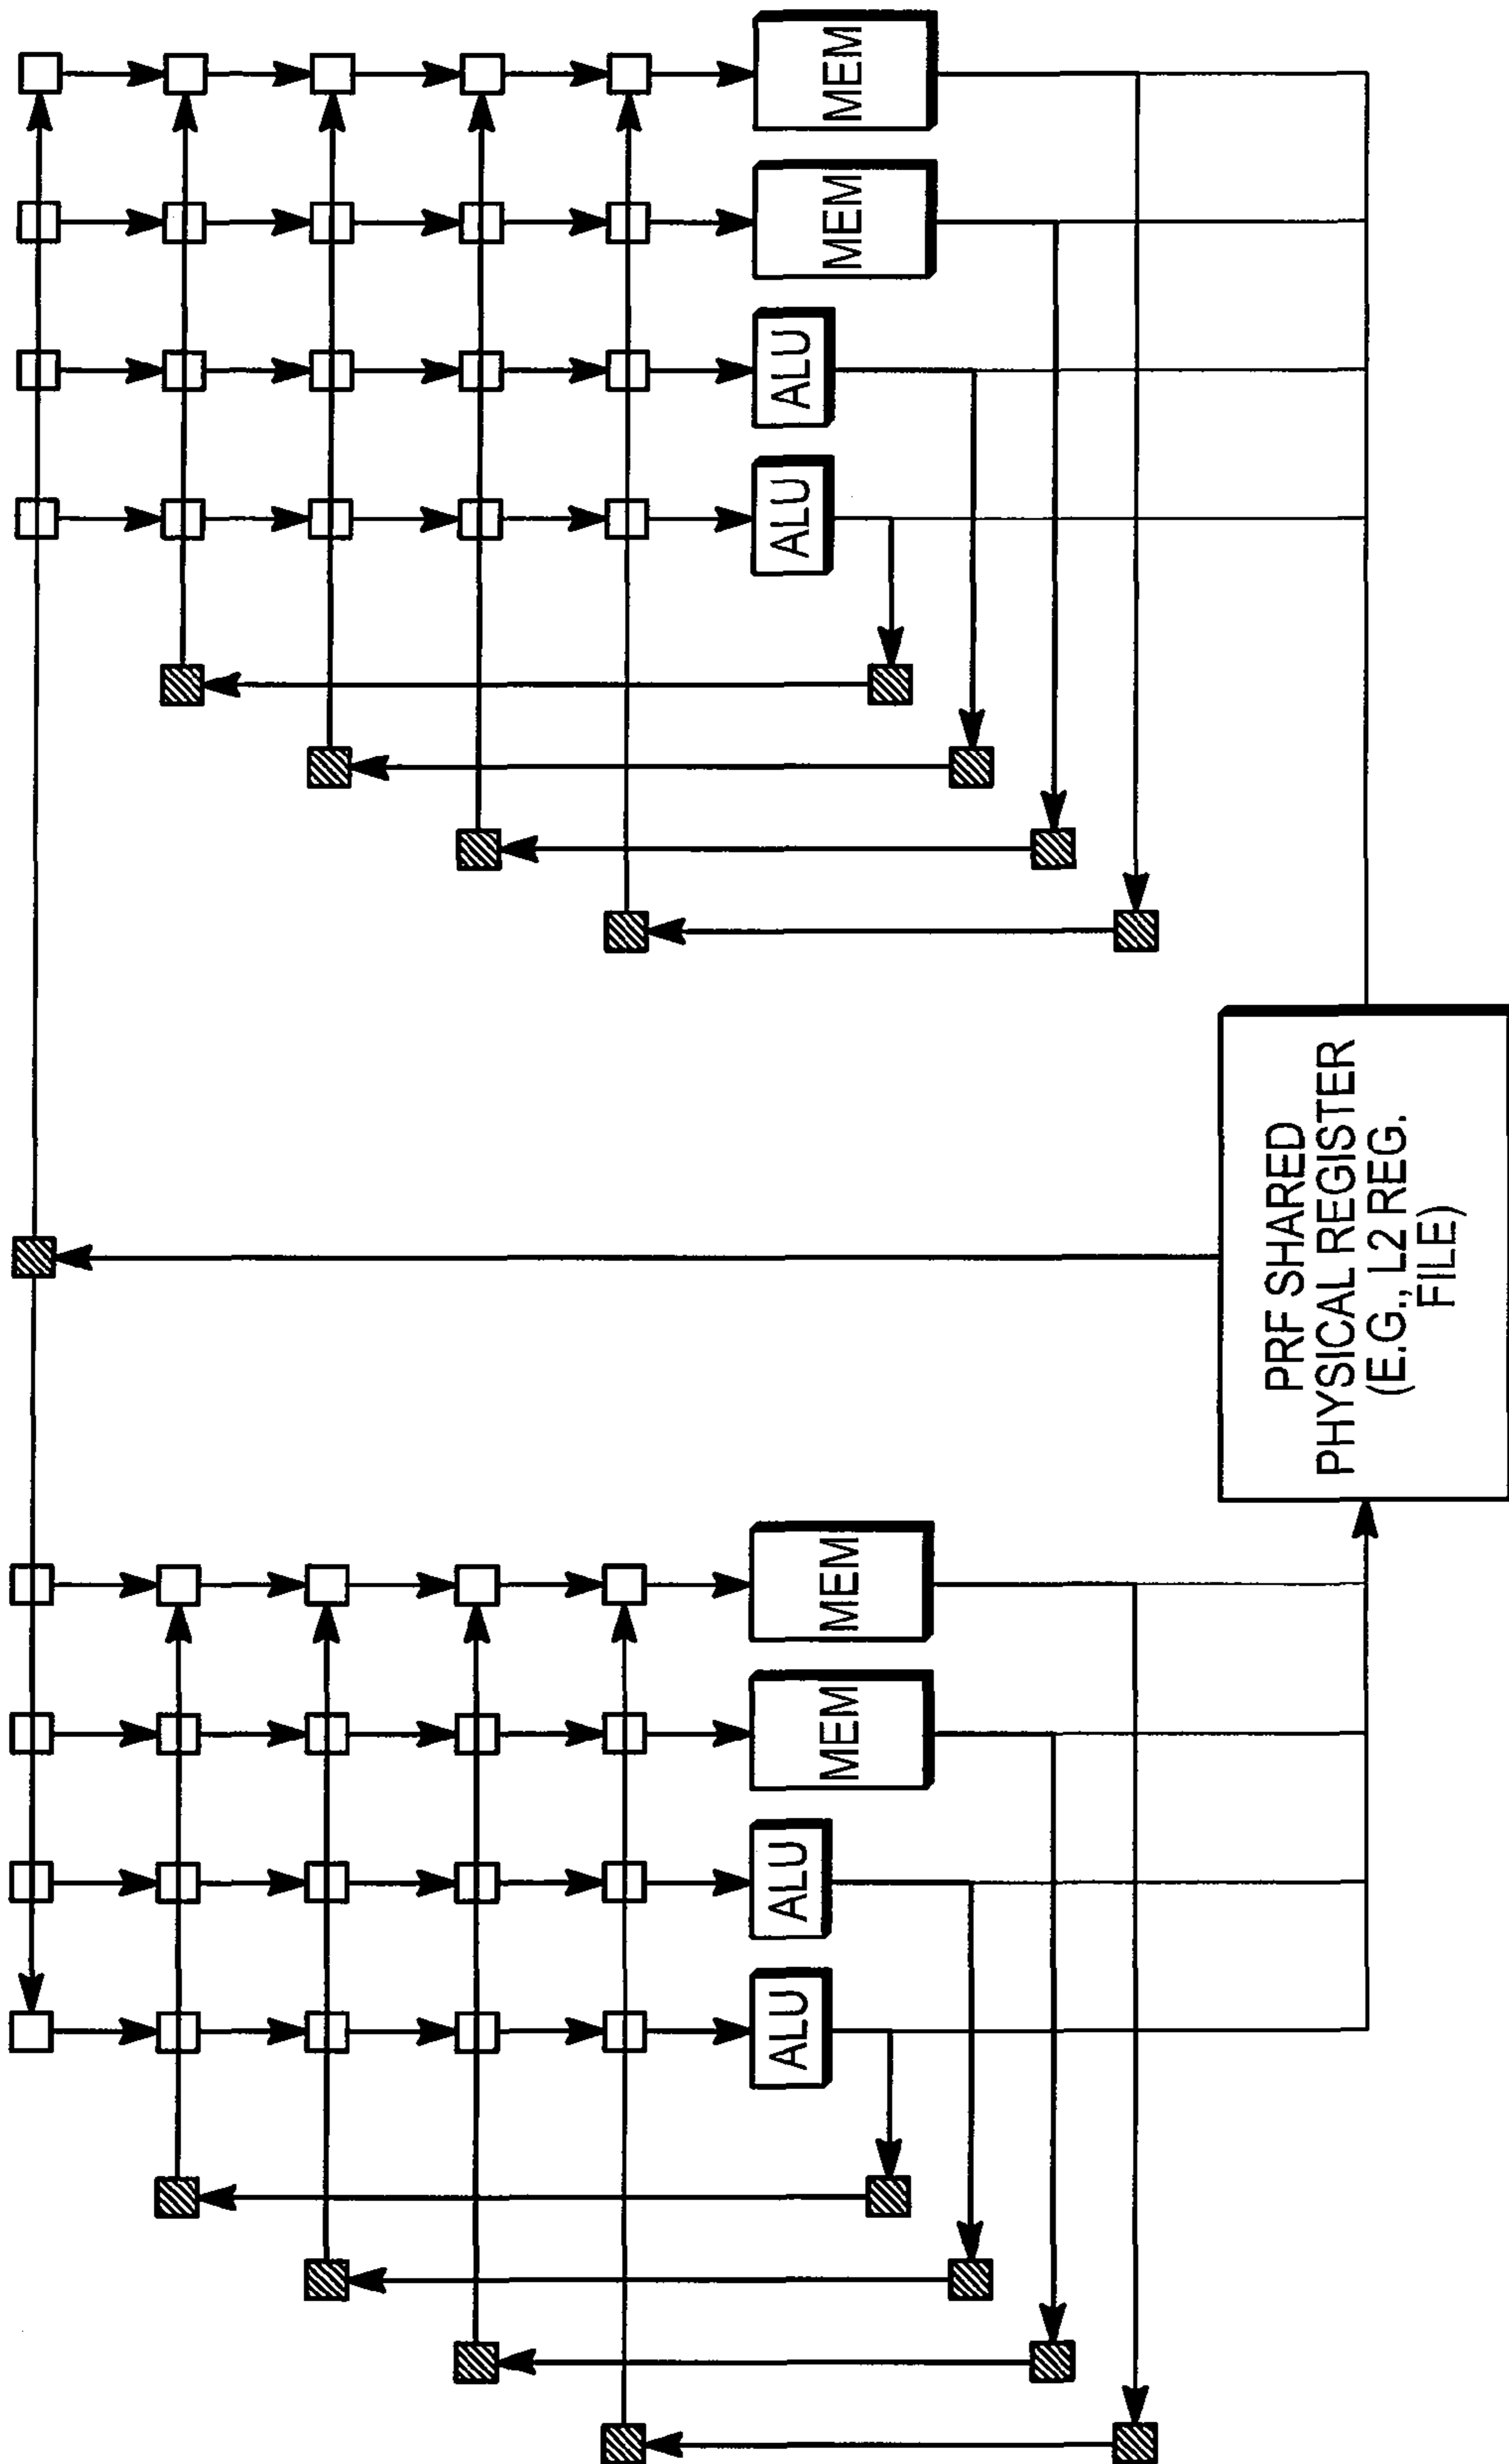 MEM
MEM
ALU
ALU
PRF SHARED
PHYSICAL REGISTER
(E.G., L2 REG.
FILE)
MEM
MEM
ALU
ALU